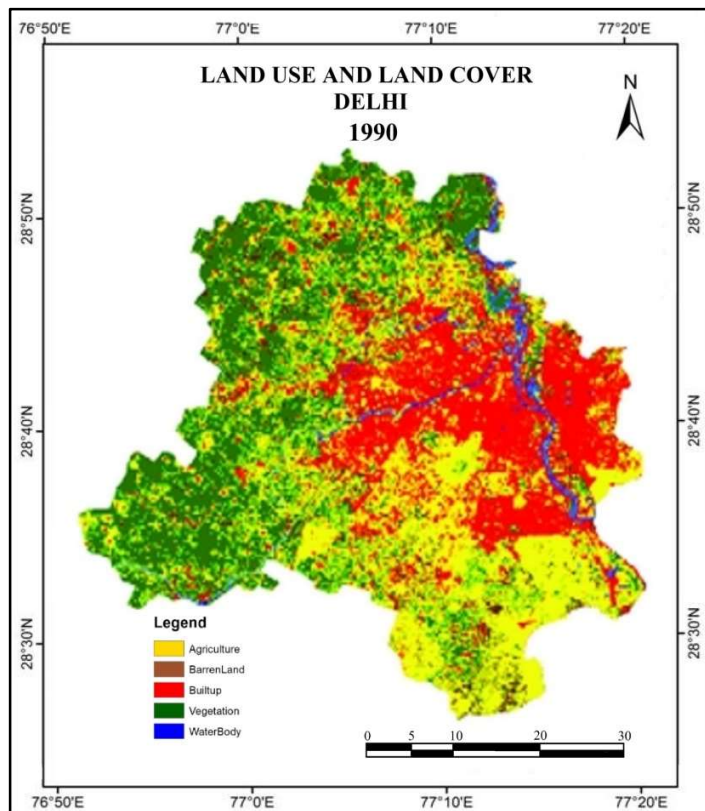 76°50'E 77°0'E 77°10'E 77°20'E
LAND USE AND LAND COVER
DELHI
1990
N
28°50'N 28°50'N
28°40'N 28°40'N
28°30'N 28°30'N
Legend
Agriculture
BarrenLand
Builtup
Vegetation
WaterBody
0 5 10 20 30
76°50'E 77°0'E 77°10'E 77°20'E